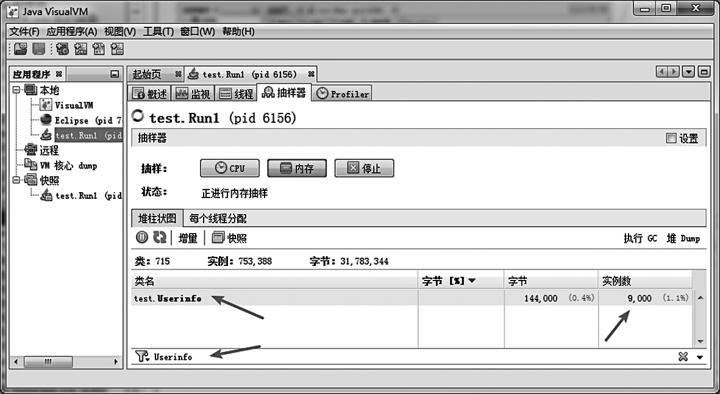 Java VisualVM
文件(F) 应用程序(A) 视图(V) 工具(T) 窗口(W) 帮助(H)
应用程序
本地
VisualVM
Eclipse (pid 7
test.Run1 (pid
远程
VM 核心 dump
快照
test.Run1 (pid
起始页 test.Run1 (pid 6156)
概述 监视 线程 抽样器 Profiler
test.Run1 (pid 6156)
抽样器 设置
抽样: CPU 内存 停止
状态: 正进行内存抽样
堆柱状图 每个线程分配
增量 快照 执行 GC 堆 Dump
类: 715 实例: 753,388 字节: 31,783,344
类名 字节 [%] 字节 实例数
test.Userinfo 144,000 (0.4%) 9,000 (1.1%)
Userinfo